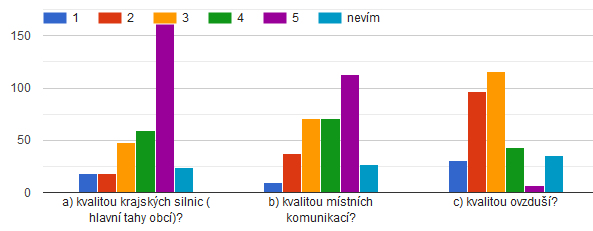 1 2 3 4 5 nevím
150
100
50
0
a) kvalitou krajských silnic (
hlavní tahy obcí)?
b) kvalitou místních
komunikací?
c) kvalitou ovzduší?